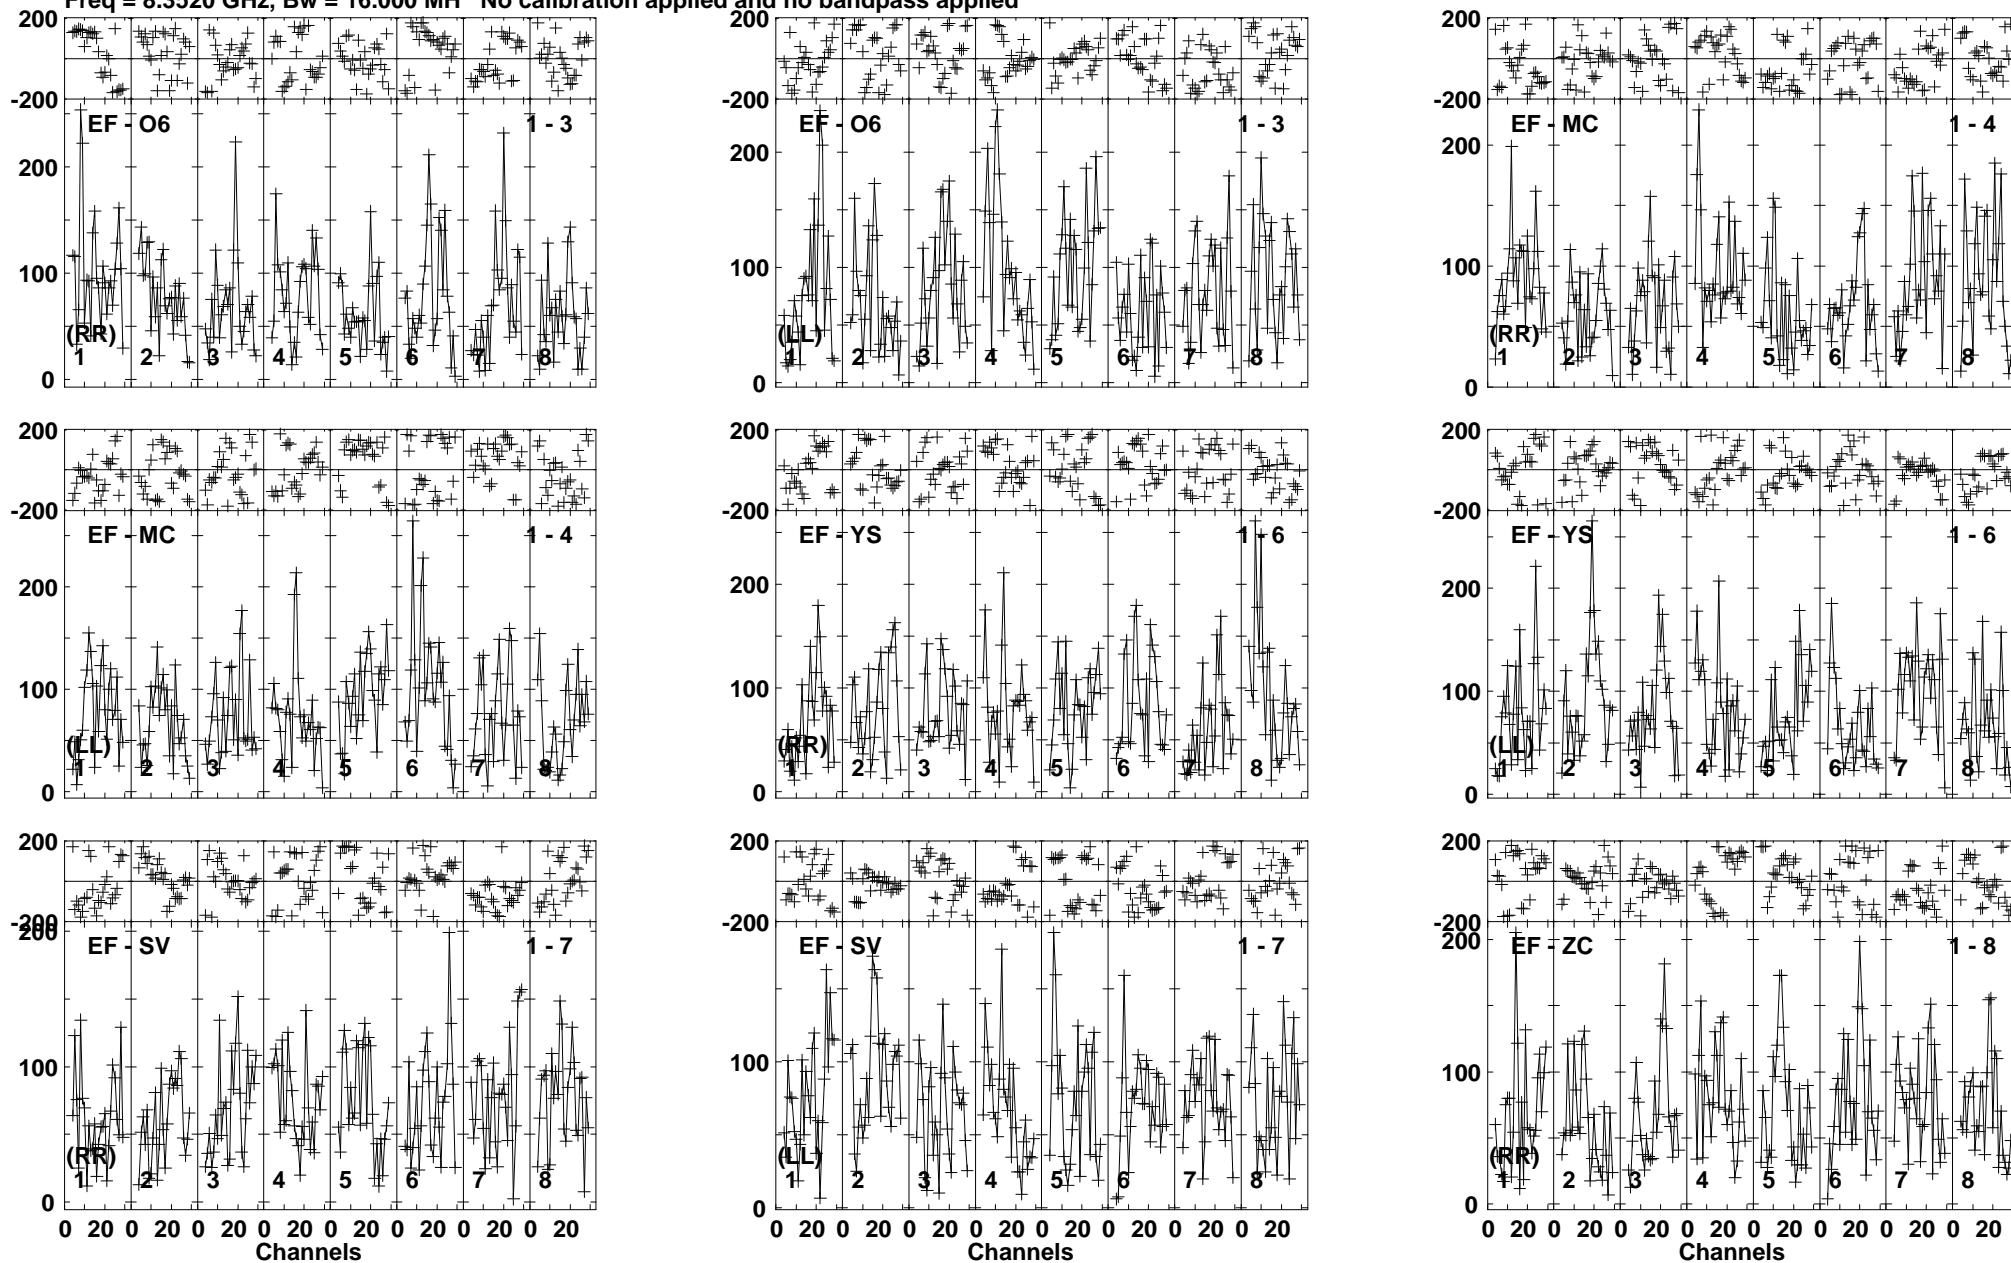 Freq = 8.3520 GHz, Bw = 16.000 MH No calibration applied and no bandpass applied
200 200 200
-200 -200 -200
EF - O6 1 - 3 EF - O6 1 - 3 EF - MC 1 - 4
200 200 200
100 100 100
(RR) (LL) (RR)
1 2 3 4 5 6 7 8 1 2 3 4 5 6 7 8 1 2 3 4 5 6 7 8
0 0 0
200 200 200
-200 -200 -200
EF - MC 1 - 4 EF - YS 1 - 6 EF - YS 1 - 6
200 200 200
100 100 100
(LL) (RR) (LL)
1 2 3 4 5 6 7 8 1 2 3 4 5 6 7 8 1 2 3 4 5 6 7 8
0 0 0
200 200 200
-200 -200 -200
200 200
EF - SV 1 - 7 EF - SV 1 - 7 EF - ZC 1 - 8
100 100 100
(RR) (LL) (RR)
1 2 3 4 5 6 7 8 1 2 3 4 5 6 7 8 1 2 3 4 5 6 7 8
0 0 0
0 20 0 20 0 20 0 20 0 20 0 20 0 20 0 20 0 20 0 20 0 20 0 20 0 20 0 20 0 20 0 20 0 20 0 20 0 20 0 20 0 20 0 20 0 20 0 20
Channels Channels Channels